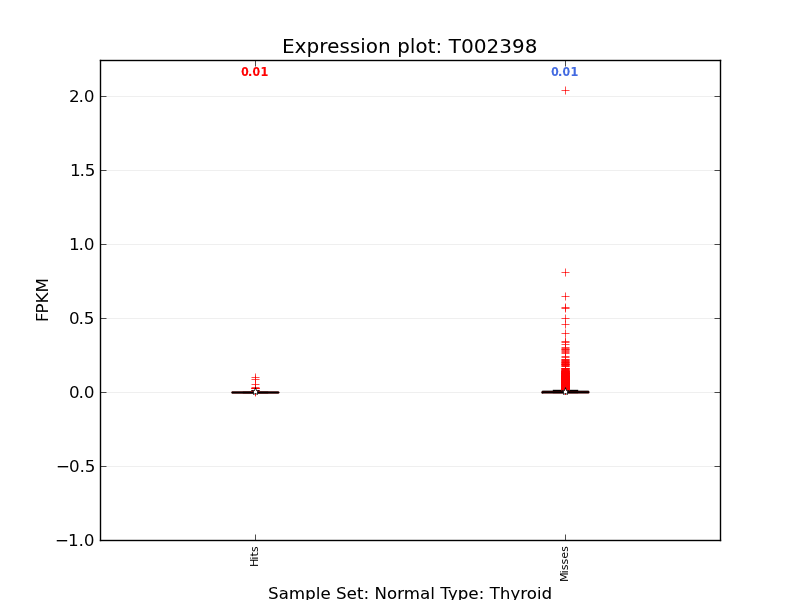 Expression plot: T002398
0.01 0.01
2.0
1.5
1.0
0.5
0.0
−0.5
−1.0
FPKM
Hits Misses
Sample Set: Normal Type: Thyroid